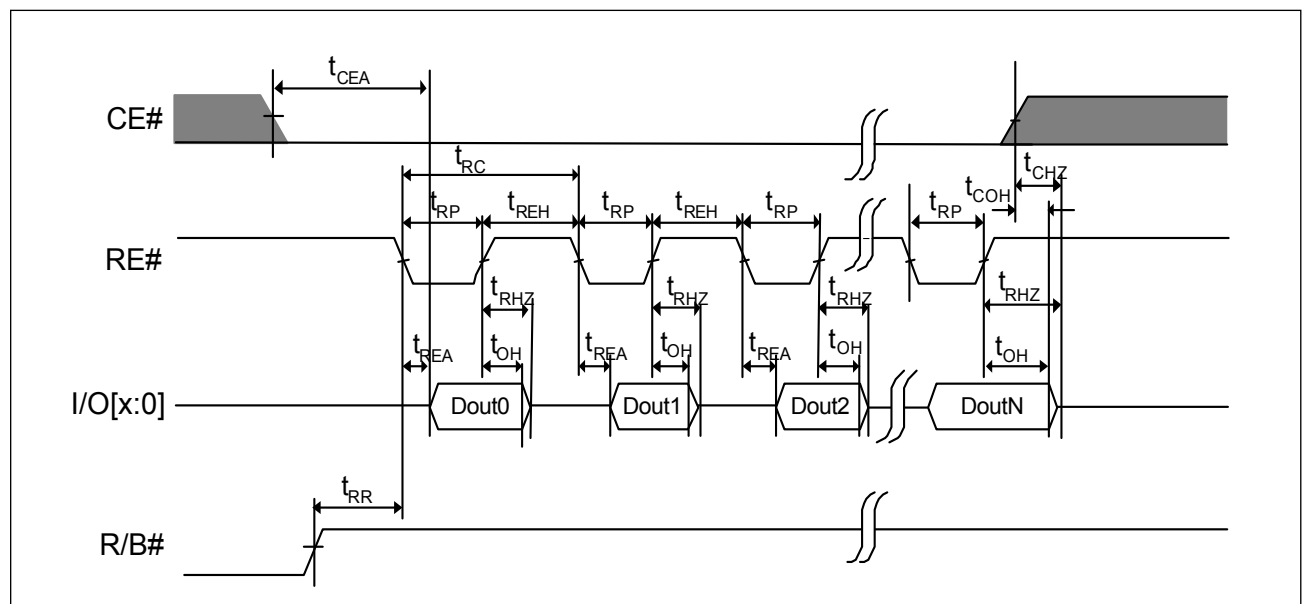 tCEA
CE#
tRC
tCHZ
tCOH
tRP tREH tRP tREH tRP tRP
RE#
tRHZ tRHZ tRHZ tRHZ
tREA tOH tREA tOH tREA tOH tOH
I/O[x:0] Dout0 Dout1 Dout2 DoutN
tRR
R/B#